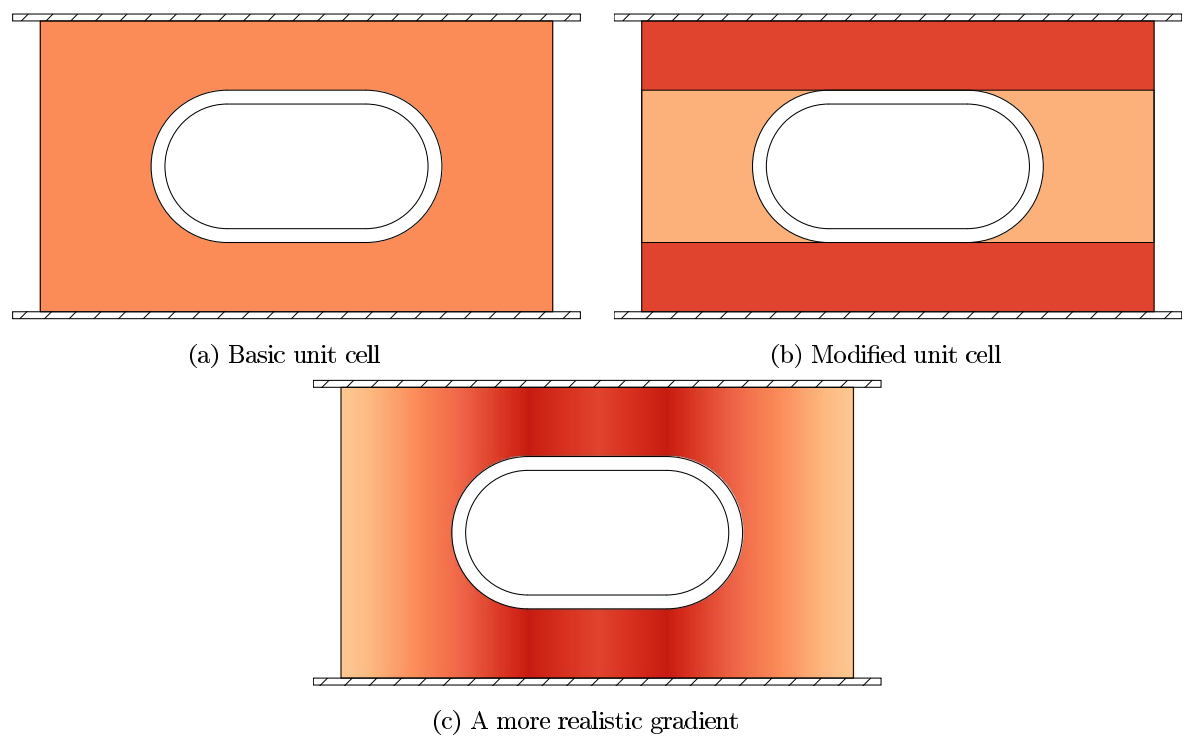 (a) Basic unit cell
(b) Modified unit cell
(c) A more realistic gradient